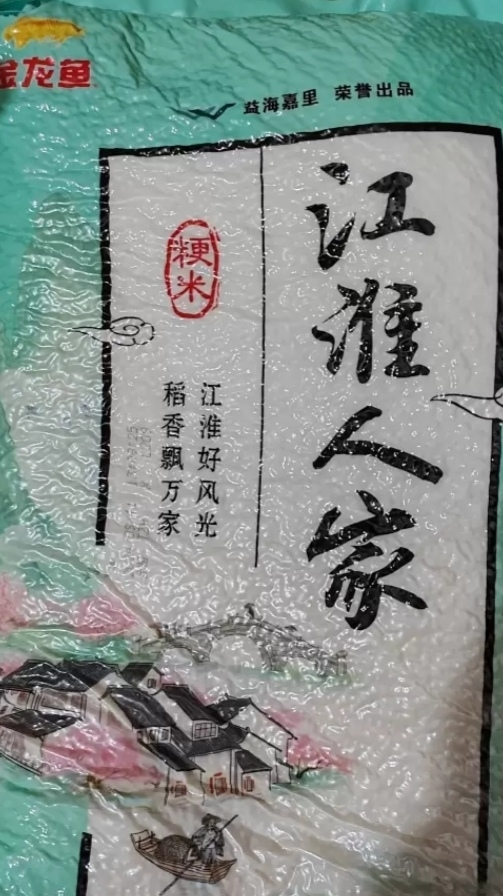 金龙鱼
益海嘉里 荣誉出品
江淮人家
粳米
江淮好风光
稻香飘万家